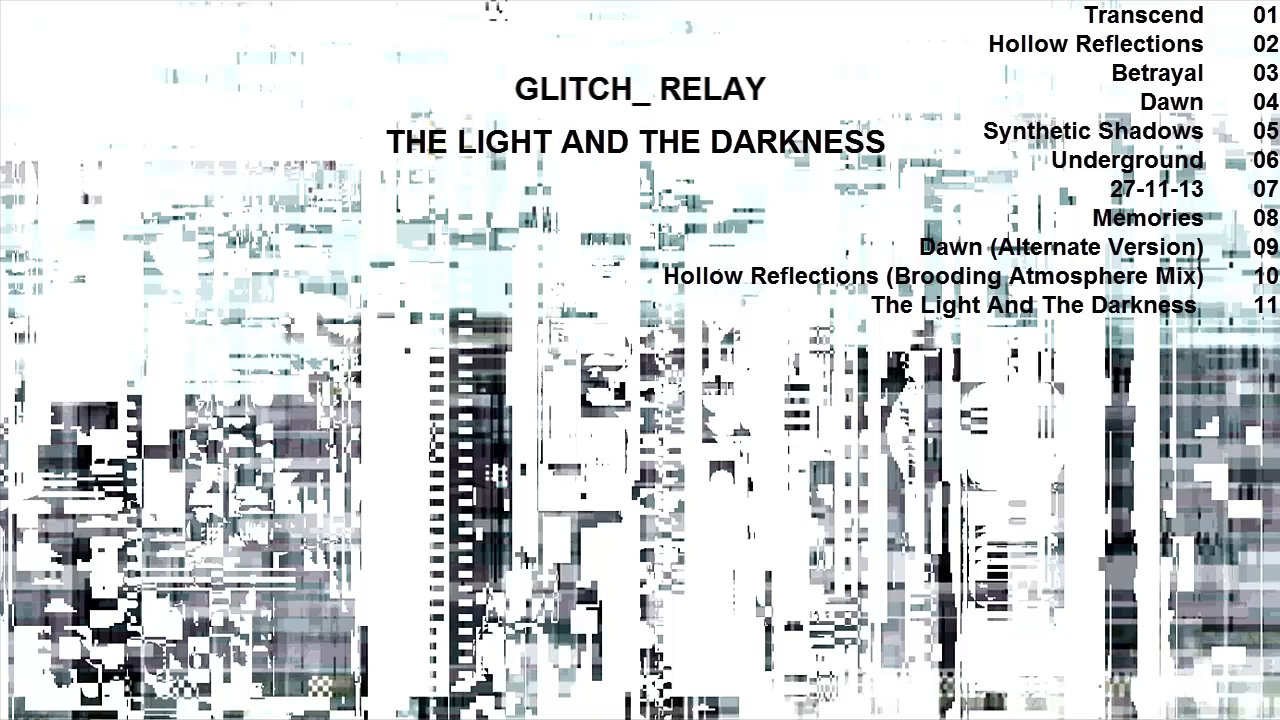 GLITCH_ RELAY
THE LIGHT AND THE DARKNESS
Transcend 01
Hollow Reflections 02
Betrayal 03
Dawn 04
Synthetic Shadows 05
Underground 06
27-11-13 07
Memories 08
Dawn (Alternate Version) 09
Hollow Reflections (Brooding Atmosphere Mix) 10
The Light And The Darkness 11